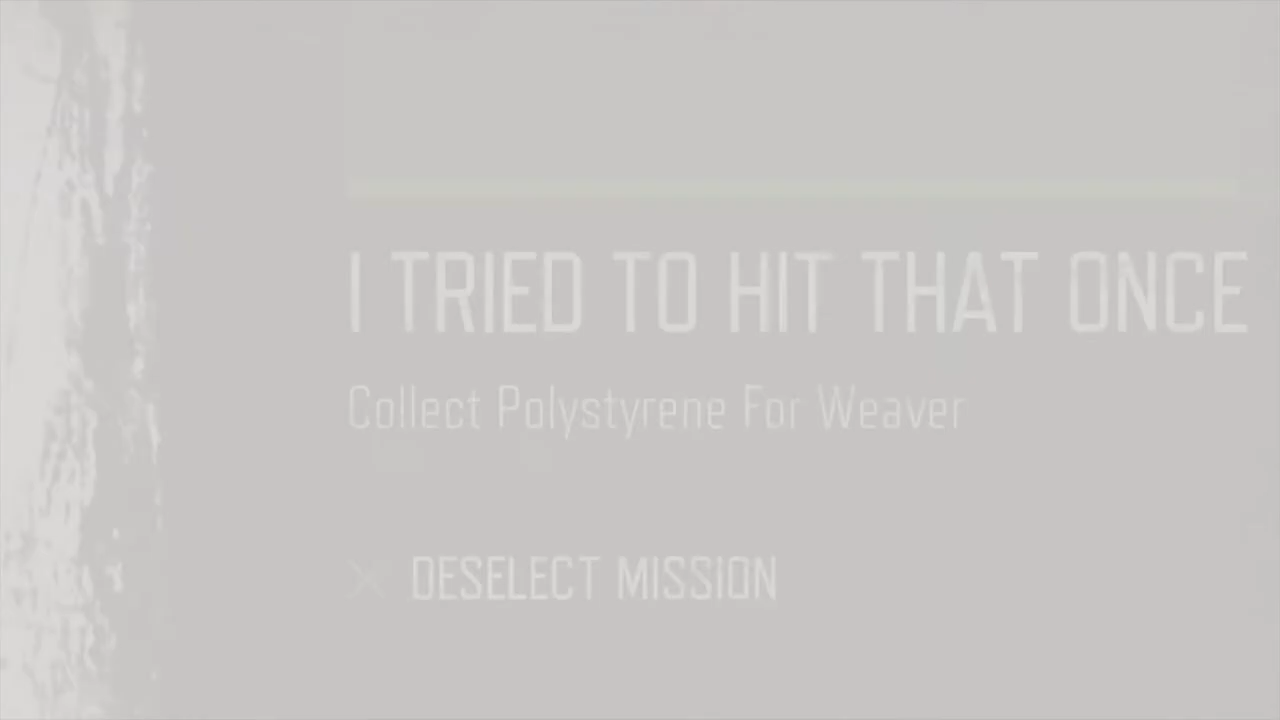 I TRIED TO HIT THAT ONCE
Collect Polystyrene For Weaver
DESELECT MISSION